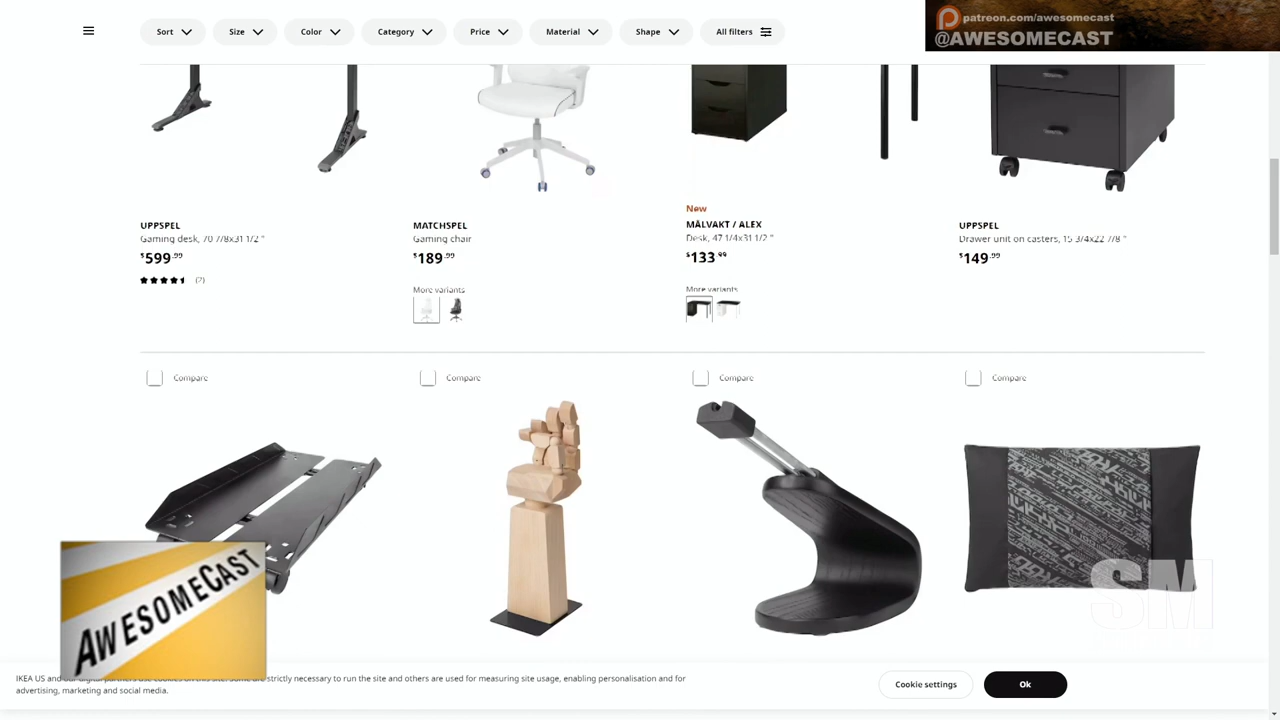 patreon.com/awesomecast
@AWESOMECAST
Sort Size Color Category Price Material Shape All filters
New
UPPSPEL MATCHSPEL MÅLVAKT / ALEX UPPSPEL
Gaming desk, 70 7/8x31 1/2 " Gaming chair Desk, 47 1/4x31 1/2 " Drawer unit on casters, 15 3/4x22 7/8 "
$599.99 $189.99 $133.99 $149.99
(2)
More variants More variants
Compare Compare Compare Compare
AWESOMECAST
SM
IKEA US and our digital partners use cookies on this site. Some are strictly necessary to run the site and others are used for measuring site usage, enabling personalisation and for
advertising, marketing and social media.
Cookie settings Ok